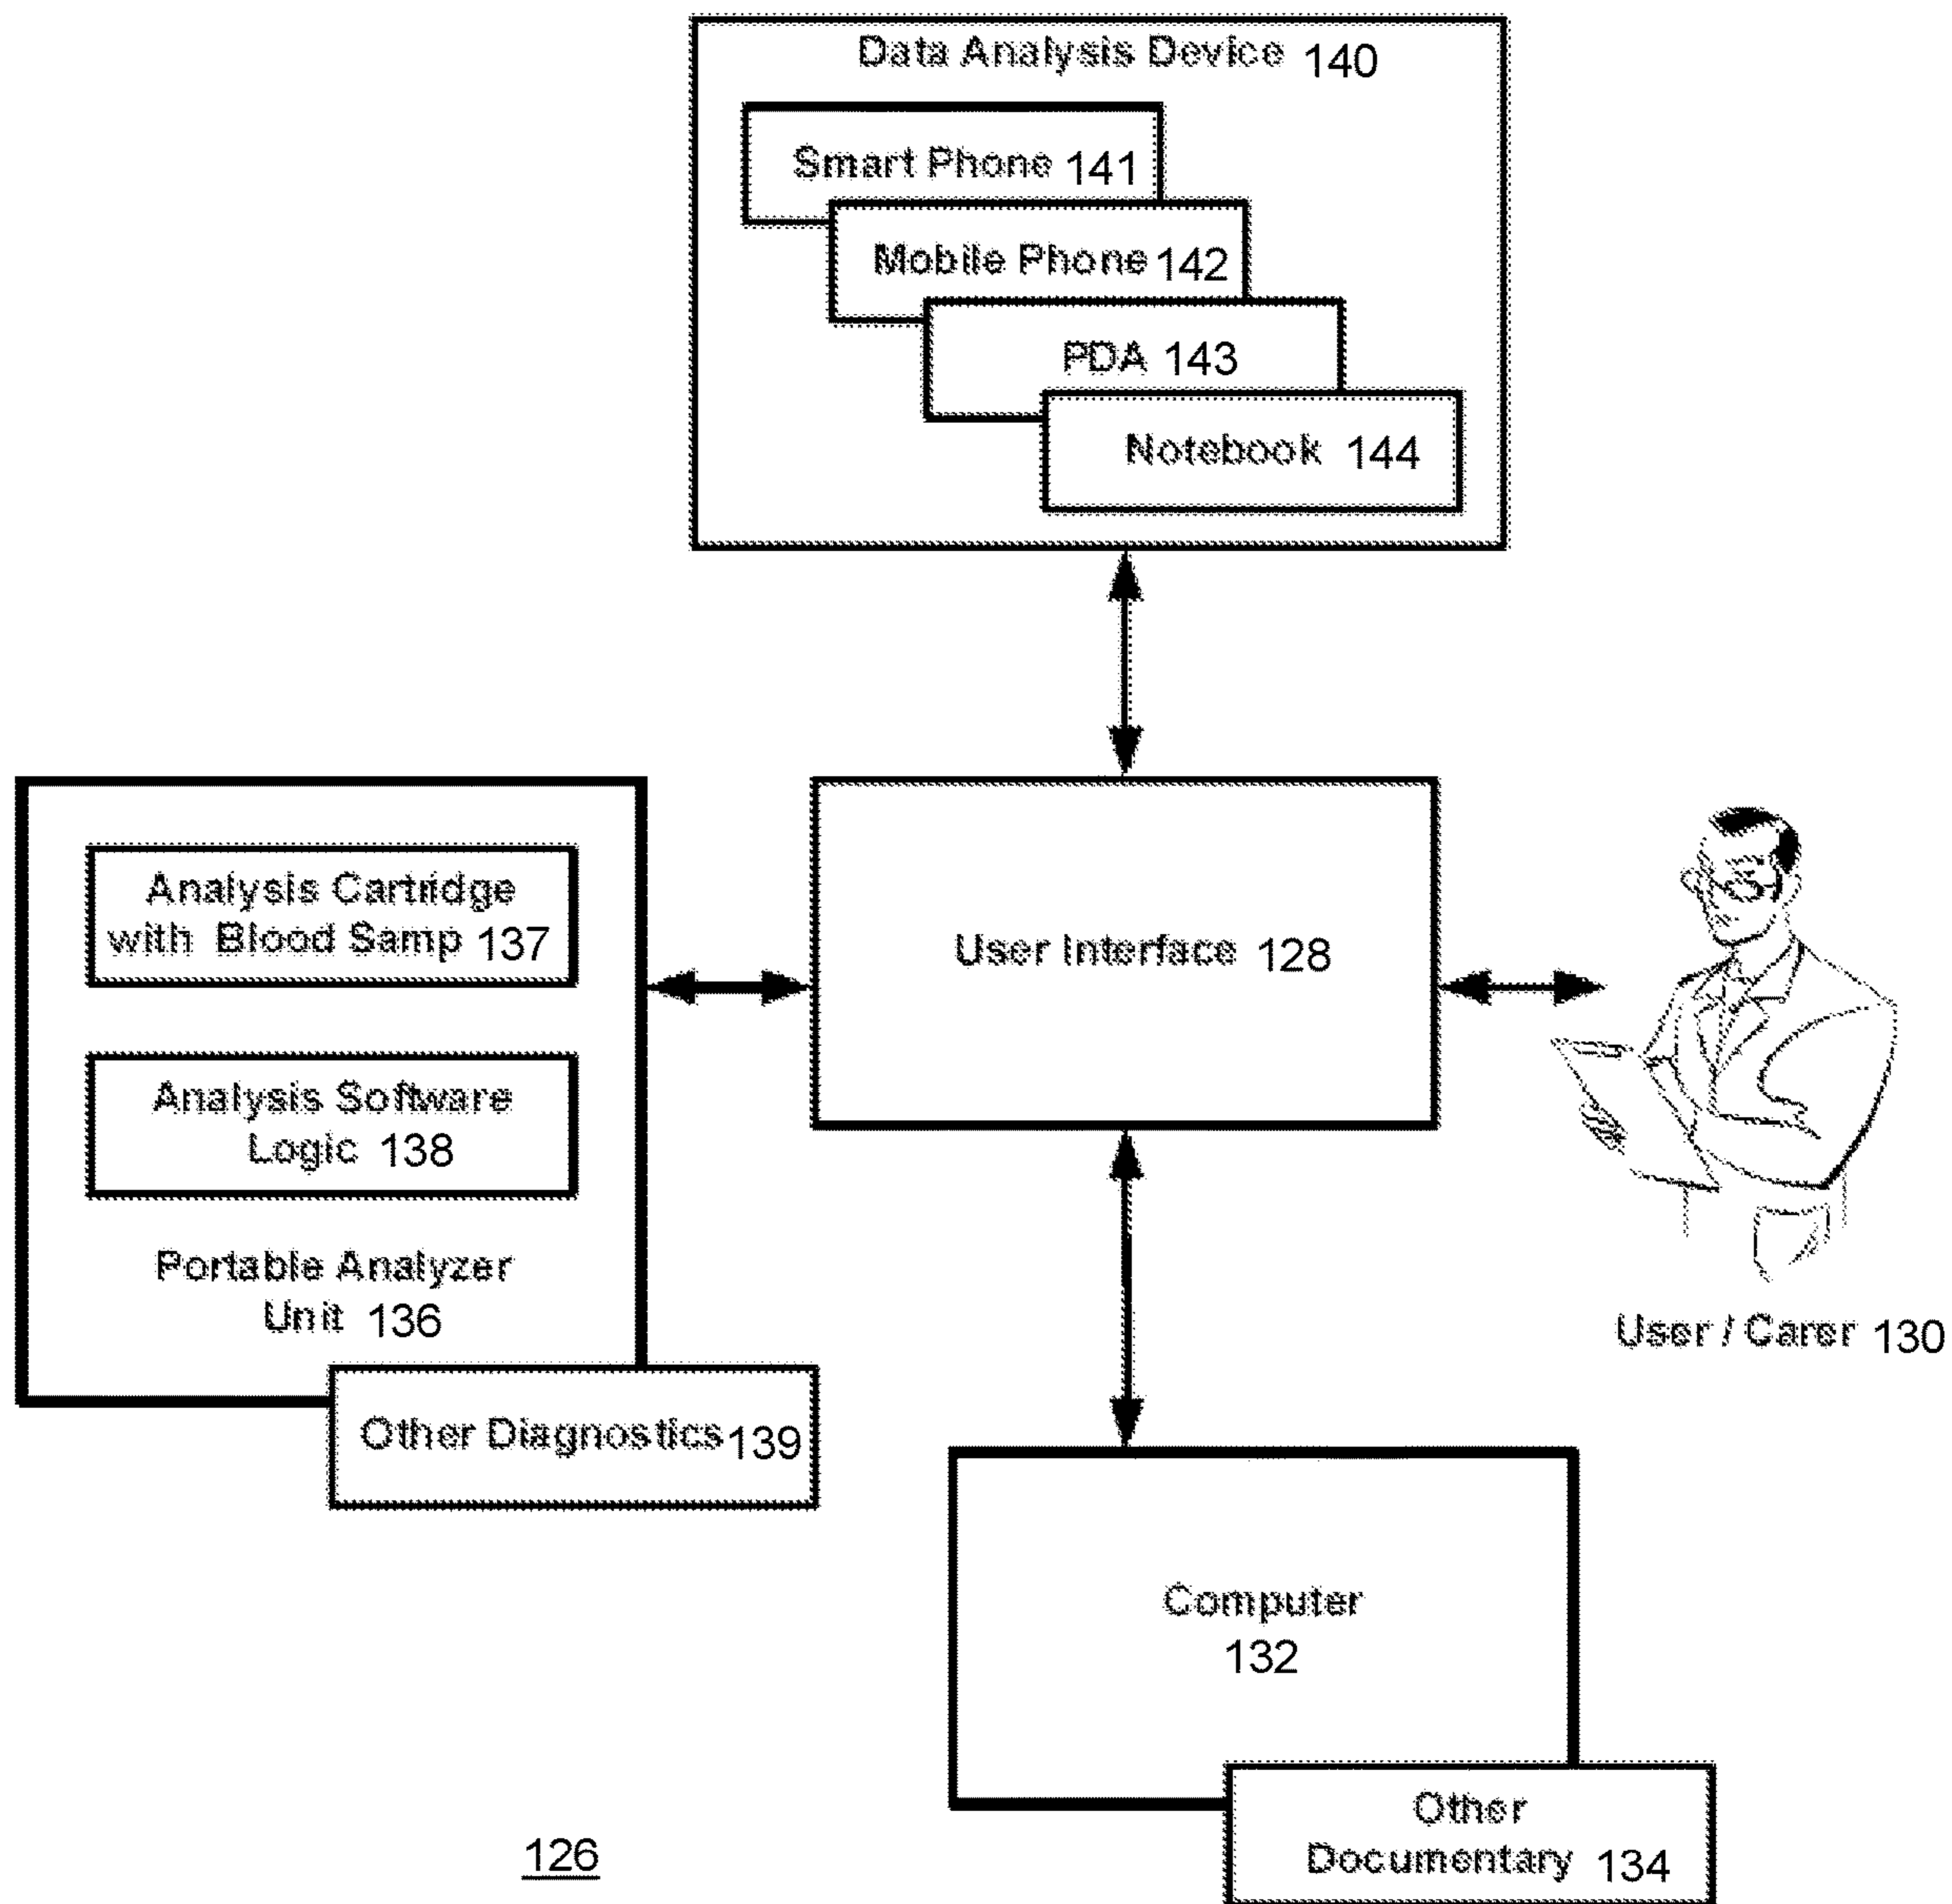 Data Analysis Device 140
Smart Phone 141
Mobile Phone 142
PDA 143
Notebook 144
Analysis Cartridge
with Blood Samp 137
Analysis Software
Logic 138
Portable Analyzer
Unit 136
Other Diagnostics 139
User Interface 128
User / Carer 130
Computer
132
Other
Documentary 134
126